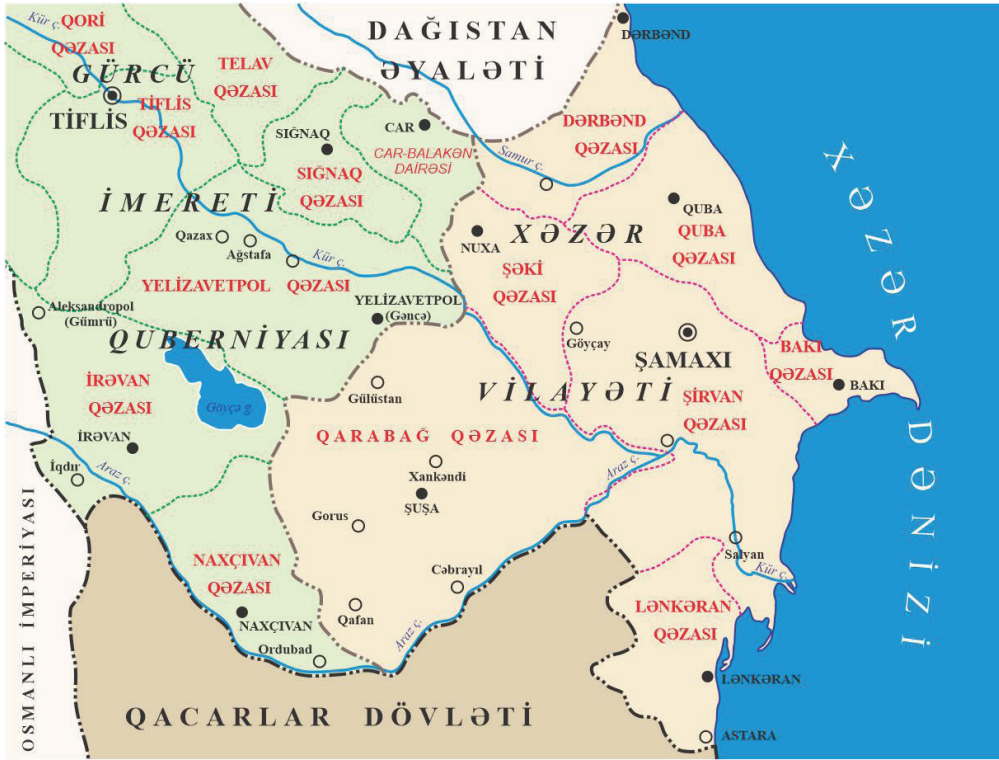 DAĞISTAN
ƏYALƏTİ
DƏRBƏND
Kür ç.
QORİ
QƏZASI
GÜRCÜ
TELAV
QƏZASI
TİFLİS
TİFLİS
QƏZASI
SIĞNAQ
CAR
CAR-BALAKƏN
DAİRƏSİ
SIĞNAQ
QƏZASI
DƏRBƏND
QƏZASI
Samur ç.
XƏZƏR DƏNİZİ
İMERETİ
Qazax
Ağstafa
Kür ç.
NUXA
XƏZƏR
QUBA
QUBA
QƏZASI
ŞƏKİ
QƏZASI
YELİZAVETPOL QƏZASI
YELİZAVETPOL
(Gəncə)
Aleksandropol
(Gümrü)
QUBERNİYASI
Göyçay
ŞAMAXI
BAKI
QƏZASI
BAKI
İRƏVAN
QƏZASI
Göyçə g.
Gülüstan
VİLAYƏTİ
ŞİRVAN
QƏZASI
QARABAĞ QƏZASI
İRƏVAN
İqdır
Araz ç.
Xankəndi
ŞUŞA
Araz ç.
Gorus
Salyan
Kür ç.
OSMANLI İMPERİYASI
NAXÇIVAN
QƏZASI
NAXÇIVAN
Ordubad
Cəbrayıl
Qafan
Araz ç.
LƏNKƏRAN
QƏZASI
LƏNKƏRAN
ASTARA
QACARLAR DÖVLƏTİ